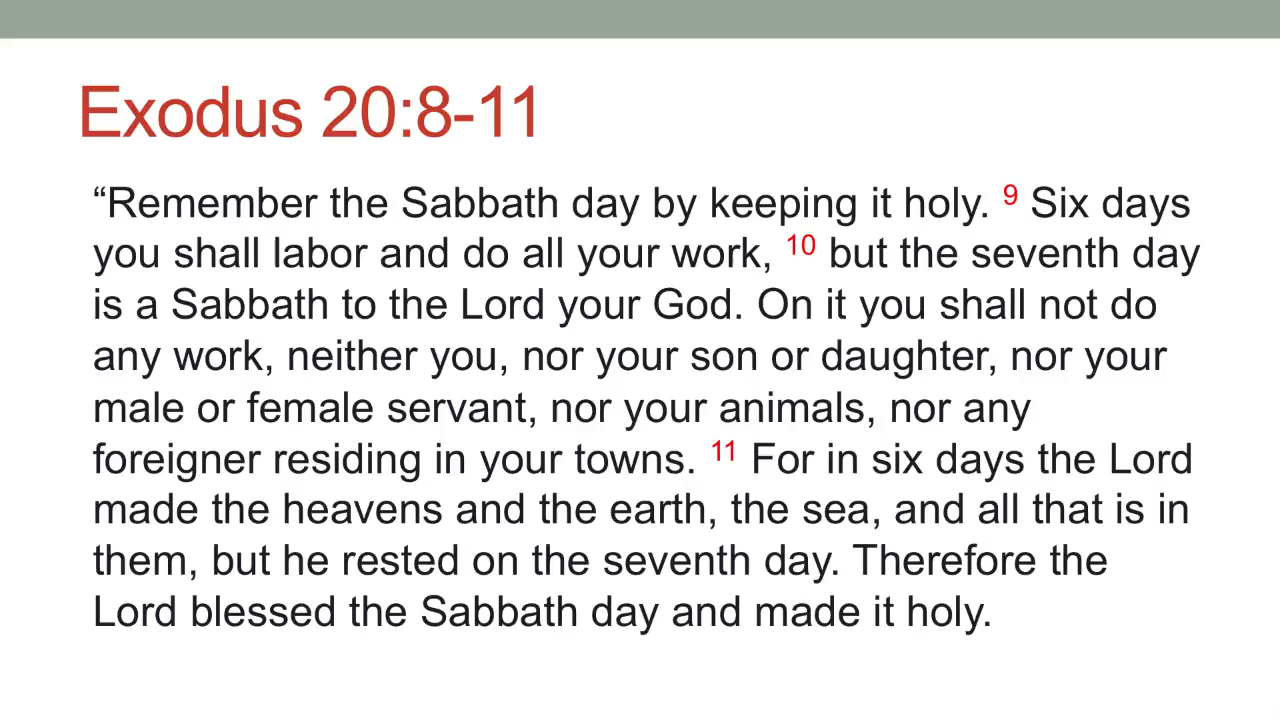 Exodus 20:8-11
“Remember the Sabbath day by keeping it holy. 9 Six days
you shall labor and do all your work, 10 but the seventh day
is a Sabbath to the Lord your God. On it you shall not do
any work, neither you, nor your son or daughter, nor your
male or female servant, nor your animals, nor any
foreigner residing in your towns. 11 For in six days the Lord
made the heavens and the earth, the sea, and all that is in
them, but he rested on the seventh day. Therefore the
Lord blessed the Sabbath day and made it holy.